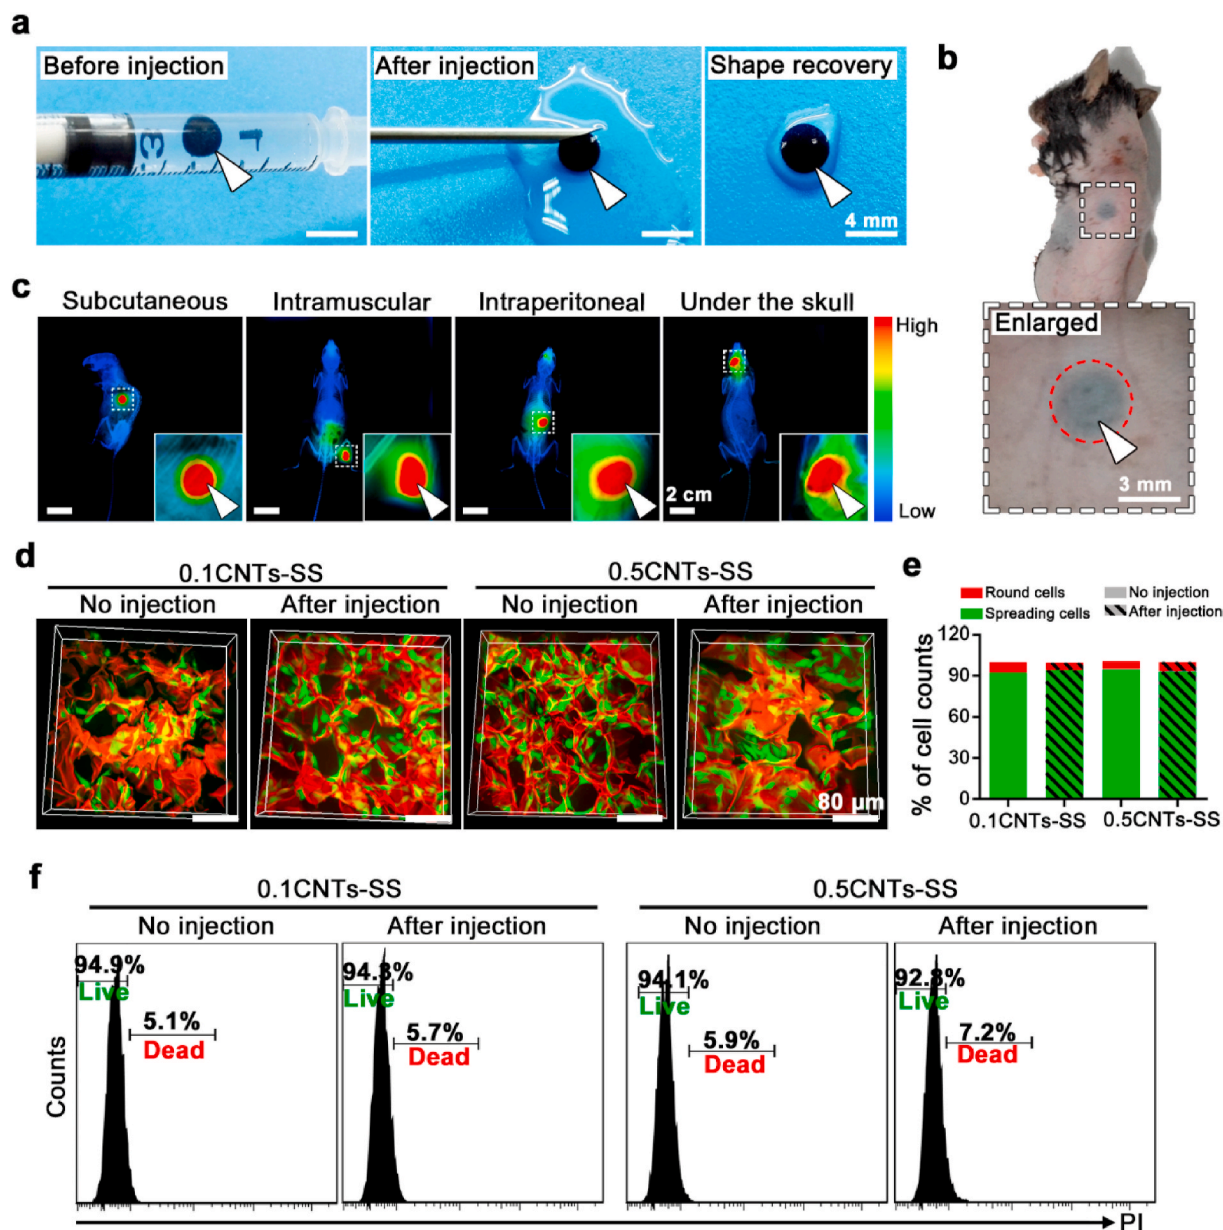 a
Before injection
After injection
Shape recovery
3
1
4 mm
b
Enlarged
3 mm
c
Subcutaneous
Intramuscular
Intraperitoneal
Under the skull
2 cm
High
Low
d
0.1CNTs-SS
0.5CNTs-SS
No injection
After injection
No injection
After injection
80 µm
e
Round cells
No injection
Spreading cells
After injection
% of cell counts
120
90
60
30
0
0.1CNTs-SS
0.5CNTs-SS
f
0.1CNTs-SS
0.5CNTs-SS
No injection
After injection
No injection
After injection
Counts
94.9%
Live
5.1%
Dead
94.3%
Live
5.7%
Dead
94.1%
Live
5.9%
Dead
92.8%
Live
7.2%
Dead
PI